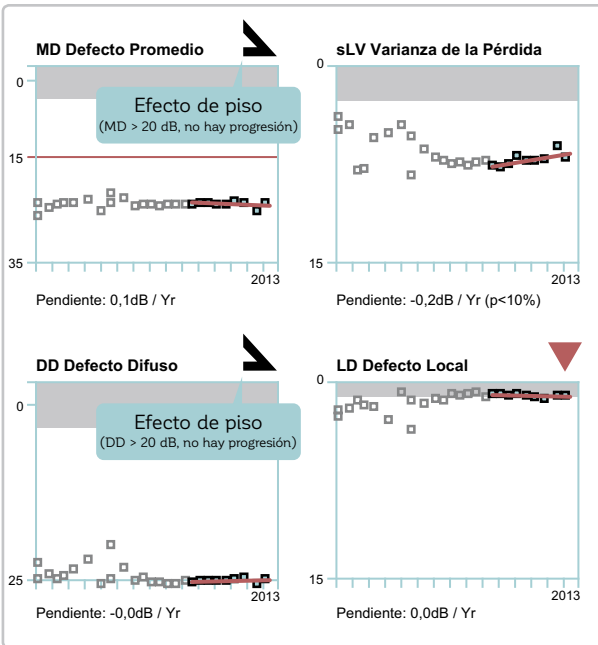 MD Defecto Promedio
0
Efecto de piso
(MD > 20 dB, no hay progresión)
15
35
2013
Pendiente: 0,1dB / Yr
sLV Varianza de la Pérdida
0
15
2013
Pendiente: -0,2dB / Yr (p<10%)
DD Defecto Difuso
0
Efecto de piso
(DD > 20 dB, no hay progresión)
25
2013
Pendiente: -0,0dB / Yr
LD Defecto Local
0
15
2013
Pendiente: 0,0dB / Yr